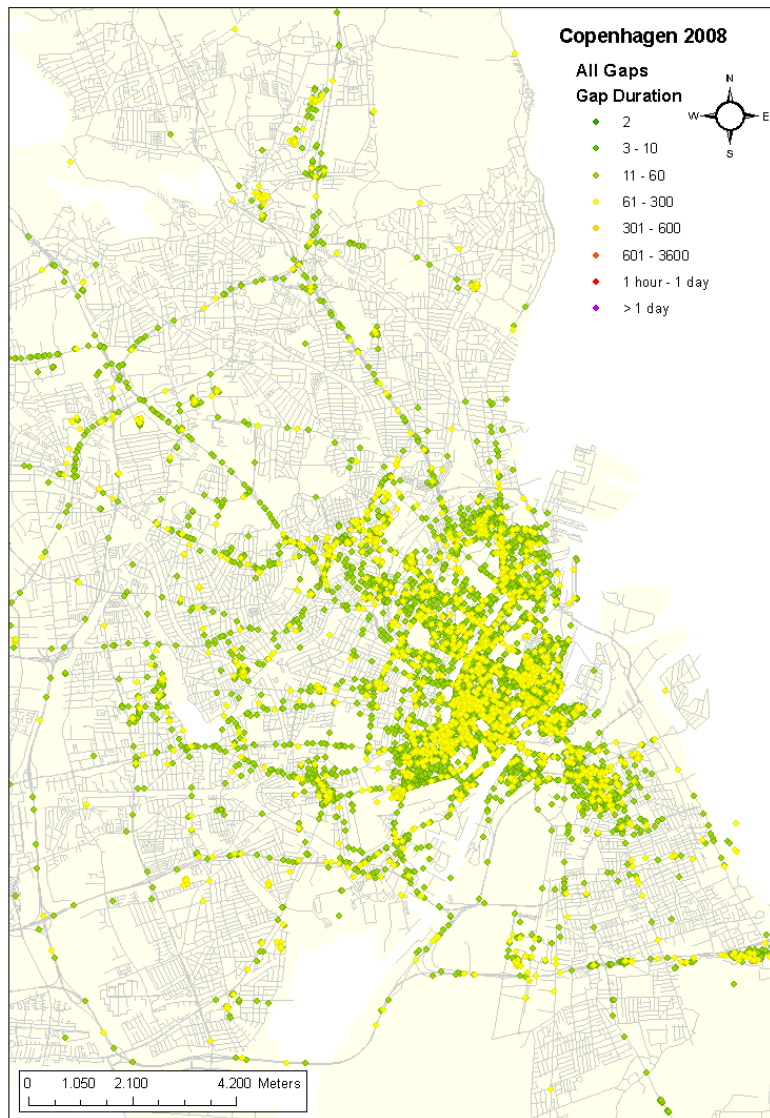 Copenhagen 2008
All Gaps
Gap Duration
2
3 - 10
11 - 60
61 - 300
301 - 600
601 - 3600
1 hour - 1 day
> 1 day
N
W E
S
0 1.050 2.100 4.200 Meters